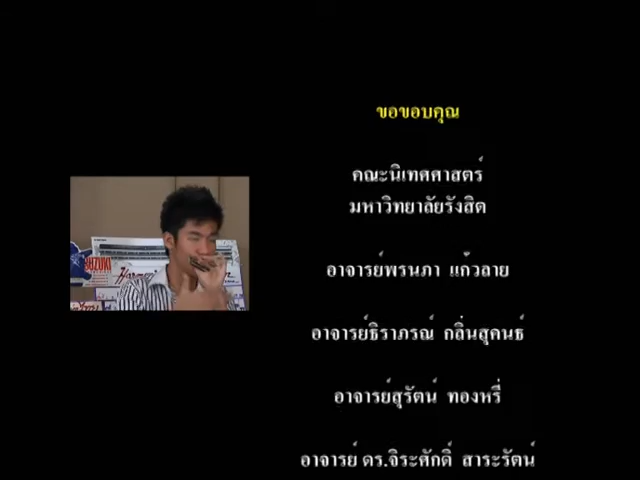 ขอขอบคุณ
คณะนิเทศศาสตร์
มหาวิทยาลัยรังสิต
อาจารย์พรนภา แก้วลาย
อาจารย์ธิราภรณ์ กลิ่นสุคนธ์
อาจารย์สุรัตน์ ทองหรี่
อาจารย์ ดร.จิระศักดิ์ สาระรัตน์
SUZUKI